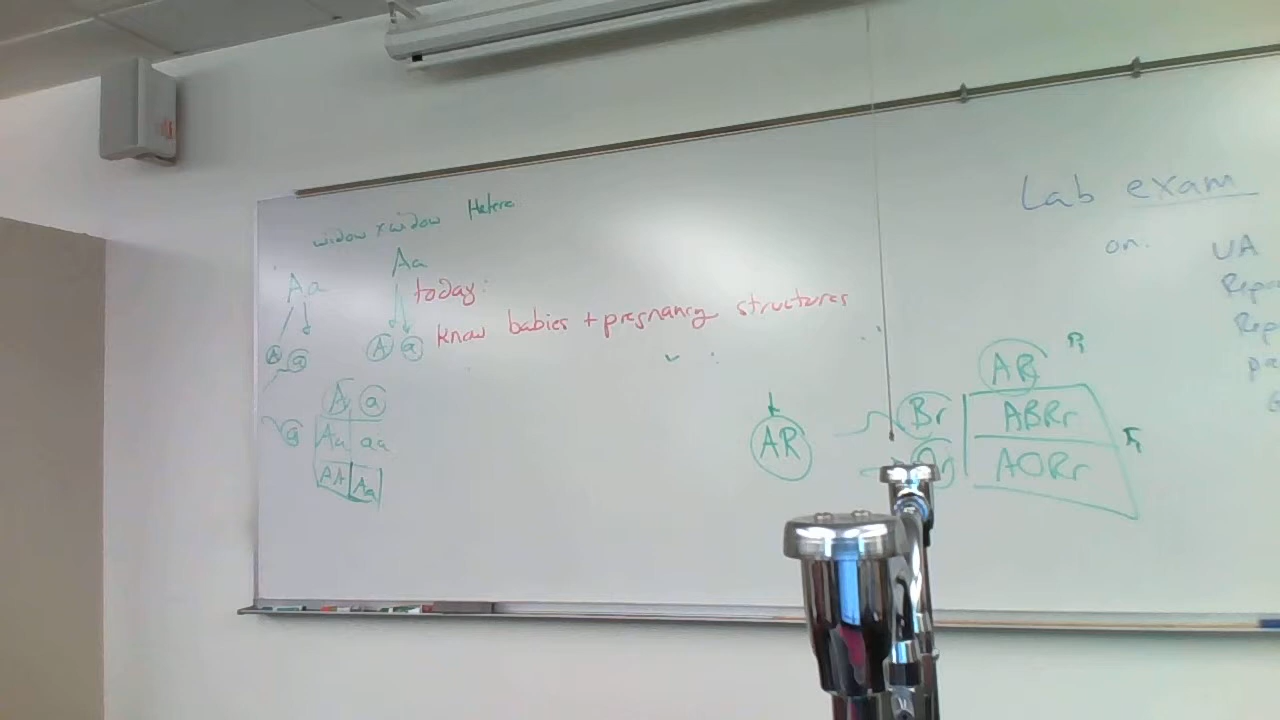 widow x widow Hetero
Aa
Aa
today:
know babies + pregnancy structures
A a
A a
A a
a Aa aa
AA Aa
AR
AR
Br ABRr
Or AORr
Lab exam
on: UA